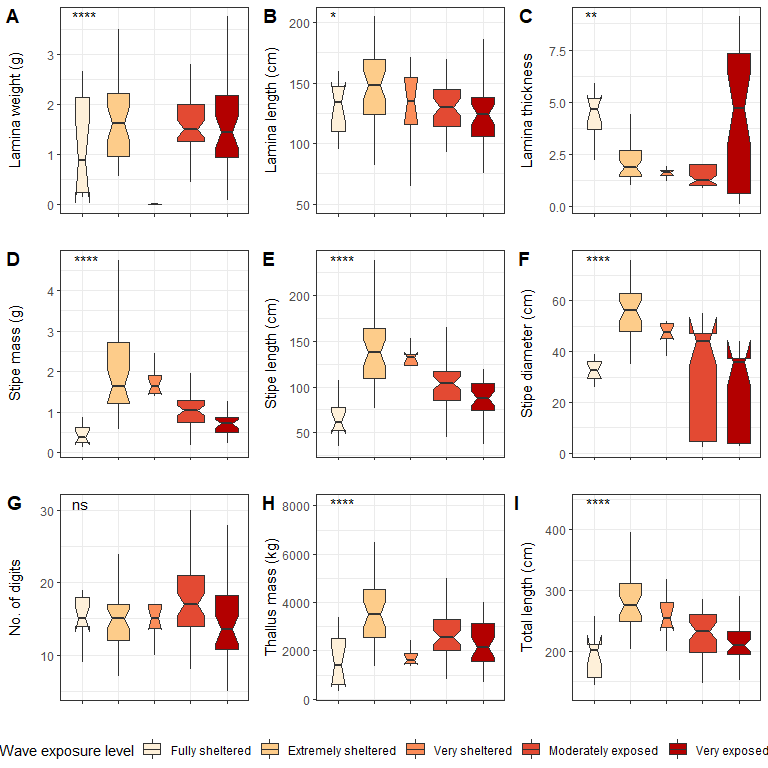 A
****
Lamina weight (g)
3
2
1
0
B
*
Lamina length (cm)
200
150
100
50
C
**
Lamina thickness
7.5
5.0
2.5
0.0
D
****
Stipe mass (g)
4
3
2
1
0
E
****
Stipe length (cm)
200
150
100
50
F
****
Stipe diameter (cm)
60
40
20
0
G
ns
No. of digits
30
20
10
H
****
Thallus mass (kg)
8000
6000
4000
2000
0
I
****
Total length (cm)
400
300
200
Wave exposure level Fully sheltered Extremely sheltered Very sheltered Moderately exposed Very exposed